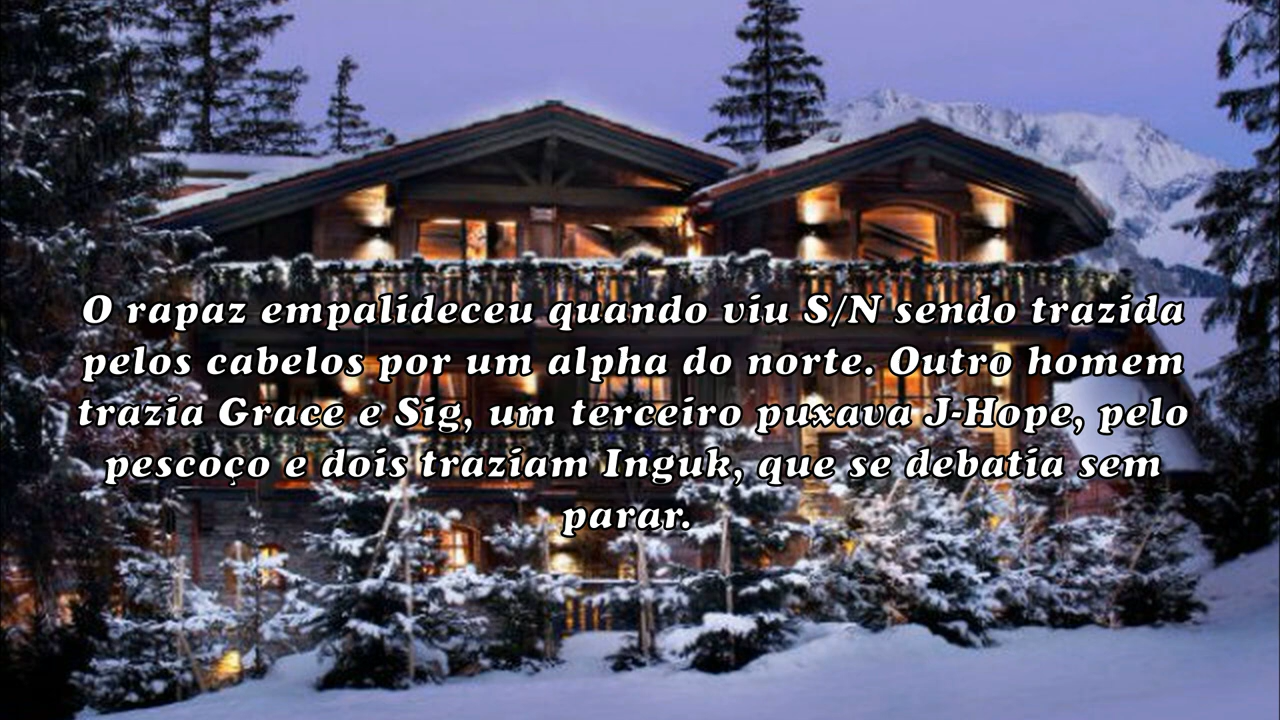 O rapaz empalideceu quando viu S/N sendo trazida
pelos cabelos por um alpha do norte. Outro homem
trazia Grace e Sig, um terceiro puxava J-Hope, pelo
pescoço e dois traziam Inguk, que se debatia sem
parar.